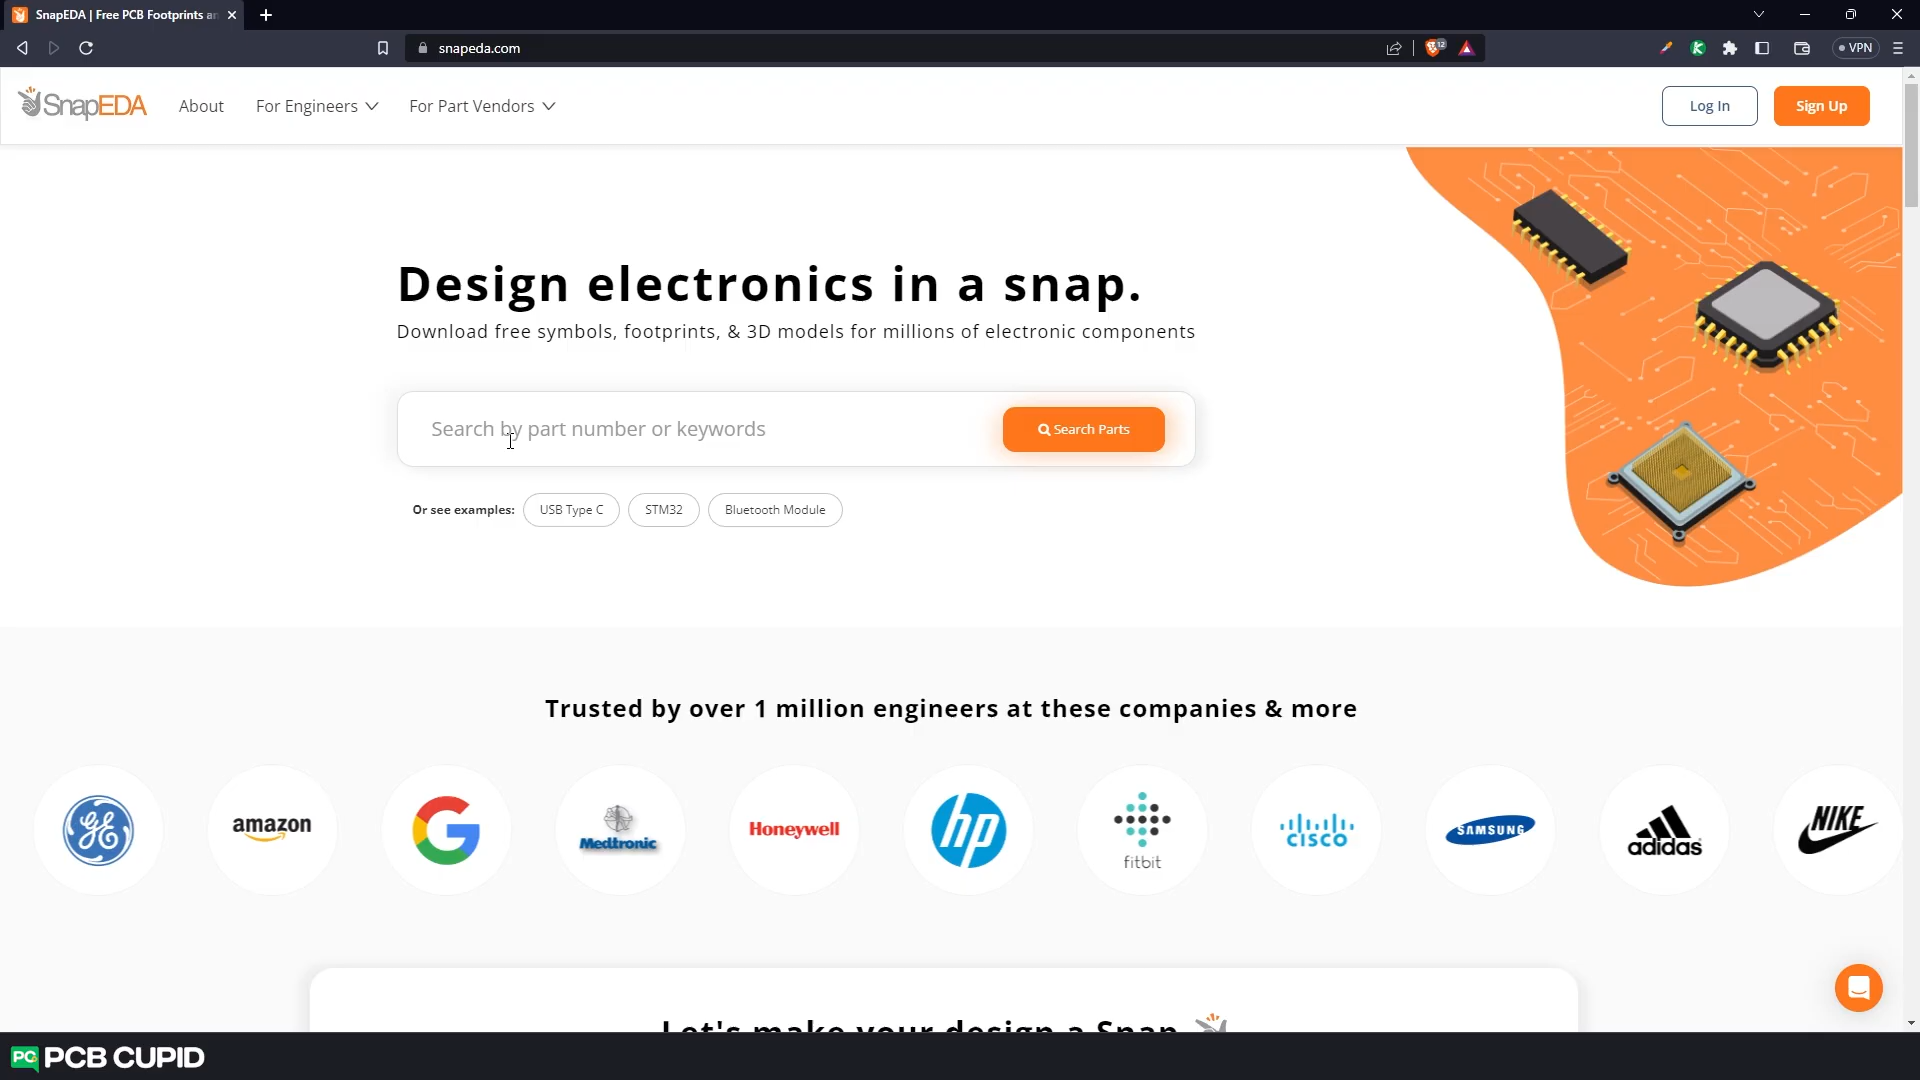 SnapEDA | Free PCB Footprints an
snapeda.com
12
VPN
SnapEDA
About
For Engineers
For Part Vendors
Log In
Sign Up
Design electronics in a snap.
Download free symbols, footprints, & 3D models for millions of electronic components
Search by part number or keywords
Search Parts
Or see examples:
USB Type C
STM32
Bluetooth Module
Trusted by over 1 million engineers at these companies & more
GE
amazon
G
Medtronic
Honeywell
hp
fitbit
CISCO
SAMSUNG
adidas
NIKE
Let's make your design a Snap
PC PCB CUPID